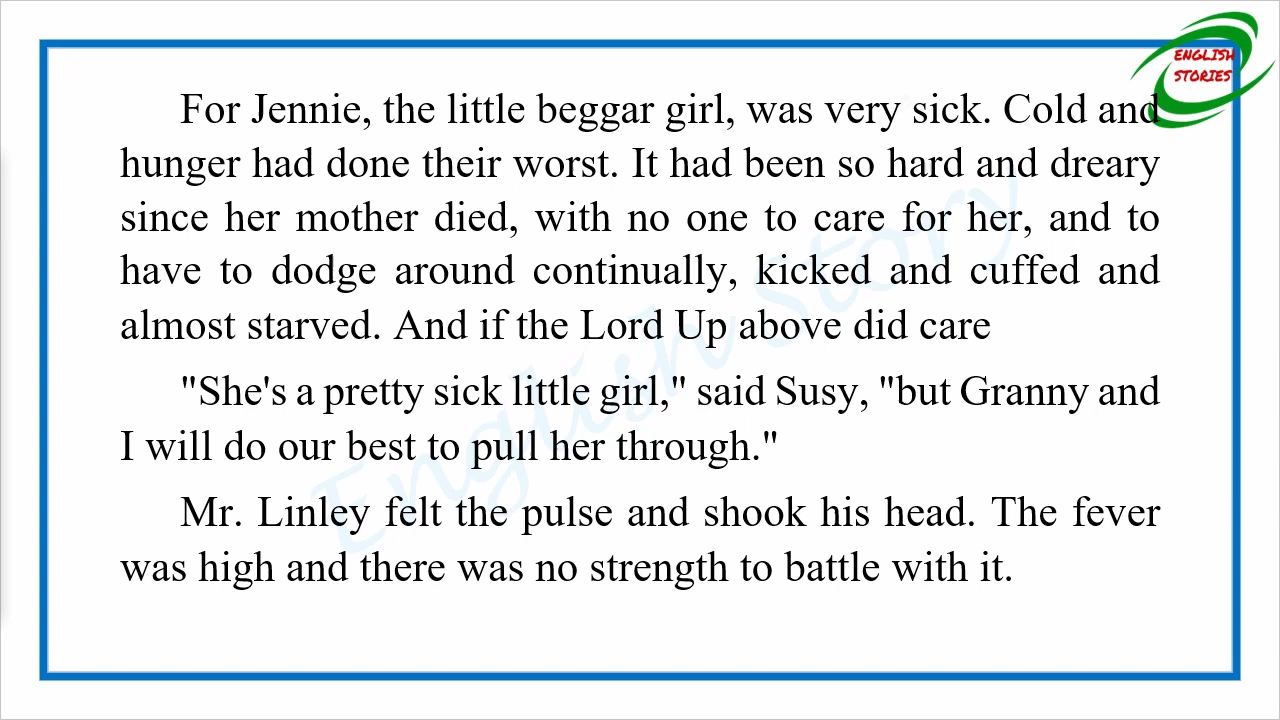 ENGLISH
STORIES
For Jennie, the little beggar girl, was very sick. Cold and
hunger had done their worst. It had been so hard and dreary
since her mother died, with no one to care for her, and to
have to dodge around continually, kicked and cuffed and
almost starved. And if the Lord Up above did care
"She's a pretty sick little girl," said Susy, "but Granny and
I will do our best to pull her through."
Mr. Linley felt the pulse and shook his head. The fever
was high and there was no strength to battle with it.
English Story